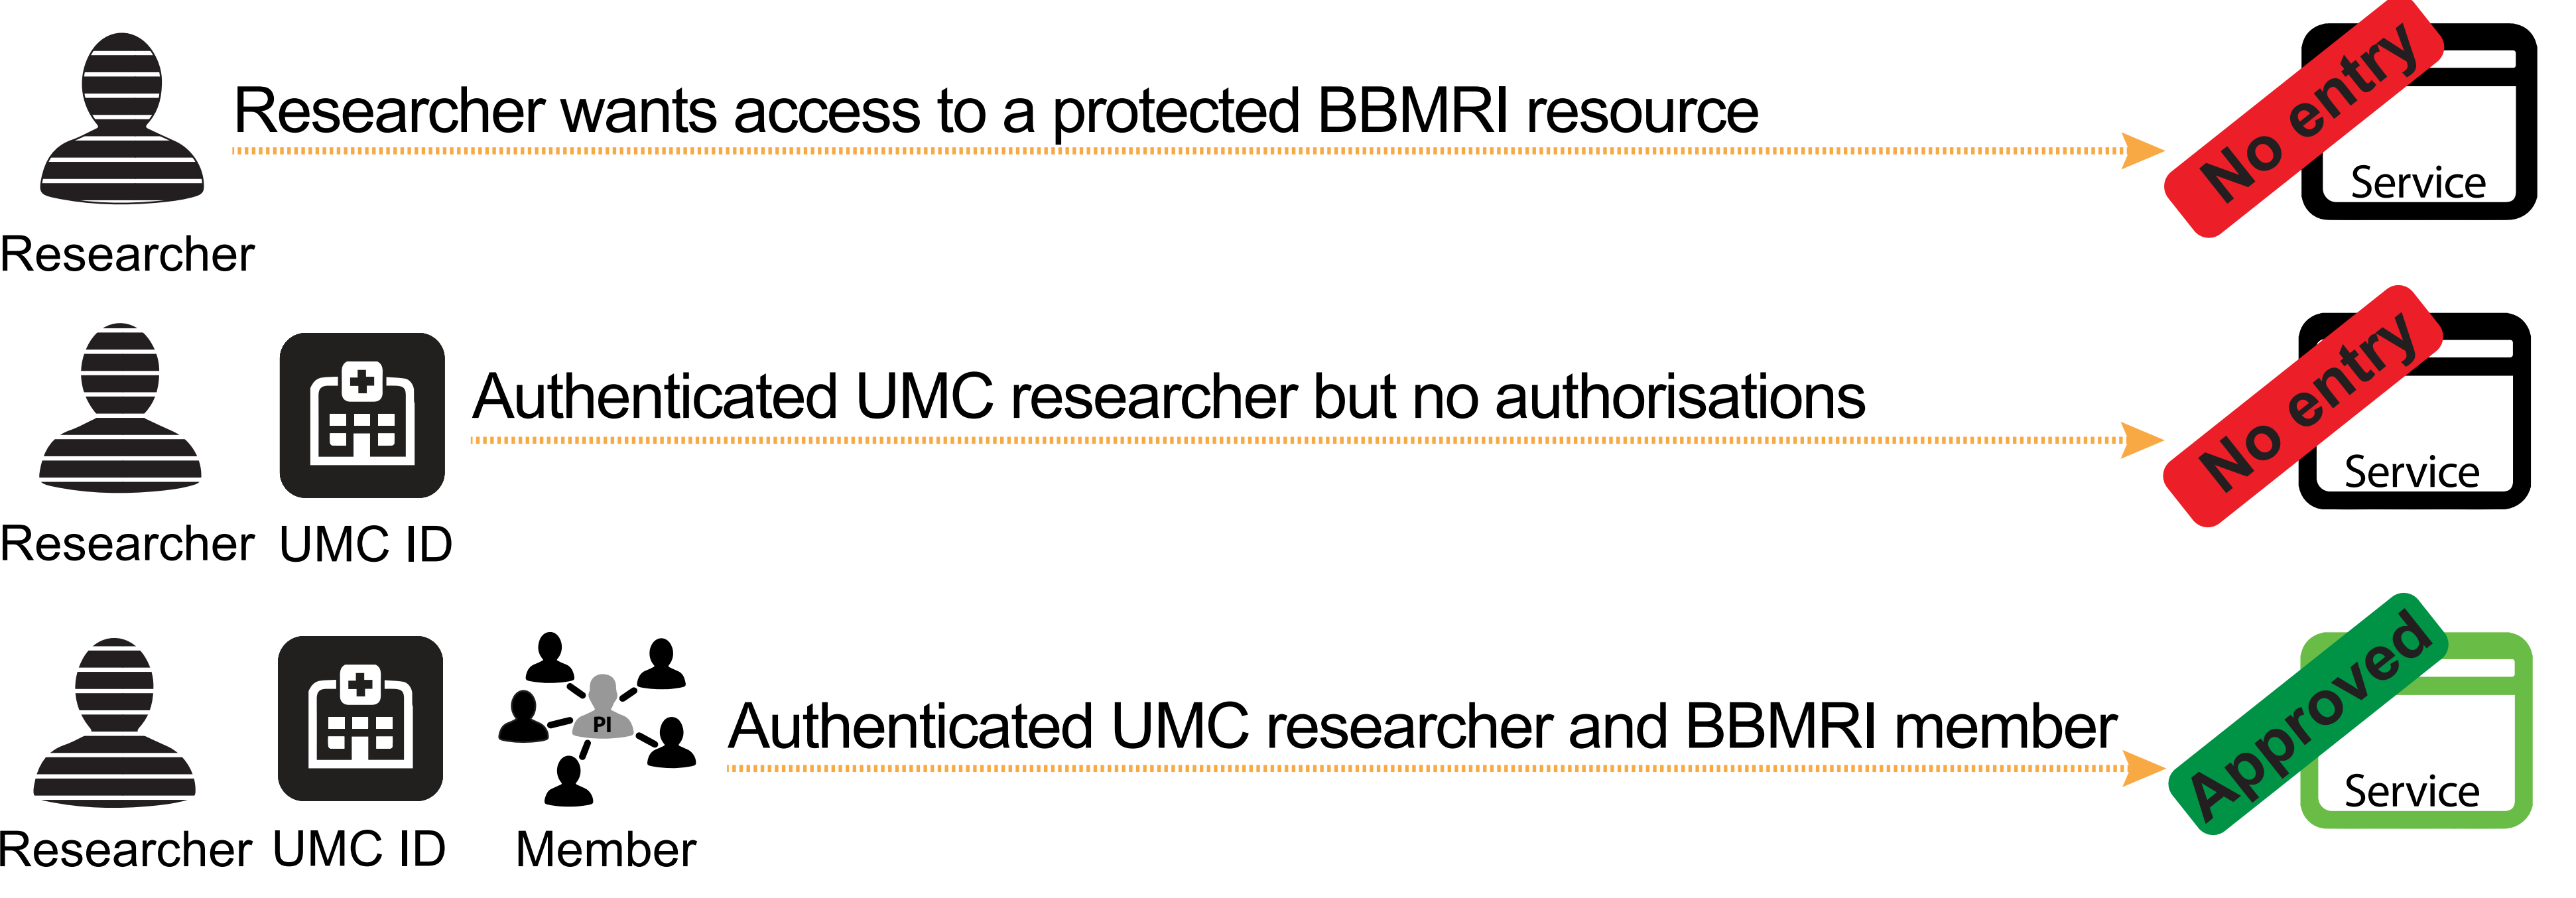 Researcher wants access to a protected BBMRI resource
No entry
Service
Researcher
Authenticated UMC researcher but no authorisations
No entry
Service
Researcher
UMC ID
PI
Authenticated UMC researcher and BBMRI member
Approved
Service
Researcher
UMC ID
Member